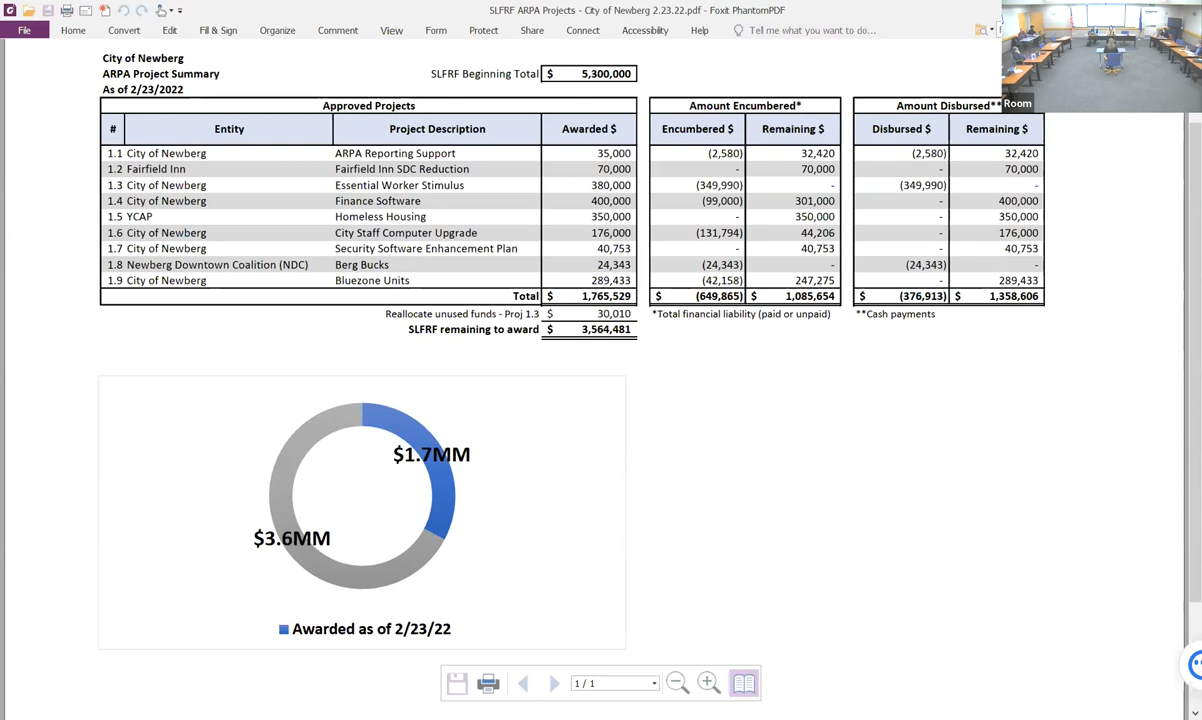 SLFRF ARPA Projects - City of Newberg 2.23.22.pdf - Foxit PhantomPDF
File Home Convert Edit Fill & Sign Organize Comment View Form Protect Share Connect Accessibility Help Tell me what you want to do...
Room
City of Newberg
ARPA Project Summary SLFRF Beginning Total $ 5,300,000
As of 2/23/2022
Approved Projects Amount Encumbered* Amount Disbursed**
# Entity Project Description Awarded $ Encumbered $ Remaining $ Disbursed $ Remaining $
1.1 City of Newberg ARPA Reporting Support 35,000 (2,580) 32,420 (2,580) 32,420
1.2 Fairfield Inn Fairfield Inn SDC Reduction 70,000 - 70,000 - 70,000
1.3 City of Newberg Essential Worker Stimulus 380,000 (349,990) - (349,990) -
1.4 City of Newberg Finance Software 400,000 (99,000) 301,000 - 400,000
1.5 YCAP Homeless Housing 350,000 - 350,000 - 350,000
1.6 City of Newberg City Staff Computer Upgrade 176,000 (131,794) 44,206 - 176,000
1.7 City of Newberg Security Software Enhancement Plan 40,753 - 40,753 - 40,753
1.8 Newberg Downtown Coalition (NDC) Berg Bucks 24,343 (24,343) - (24,343) -
1.9 City of Newberg Bluezone Units 289,433 (42,158) 247,275 - 289,433
Total $ 1,765,529 $ (649,865) $ 1,085,654 $ (376,913) $ 1,358,606
Reallocate unused funds - Proj 1.3 $ 30,010 *Total financial liability (paid or unpaid) **Cash payments
SLFRF remaining to award $ 3,564,481
$1.7MM
$3.6MM
Awarded as of 2/23/22
1 / 1